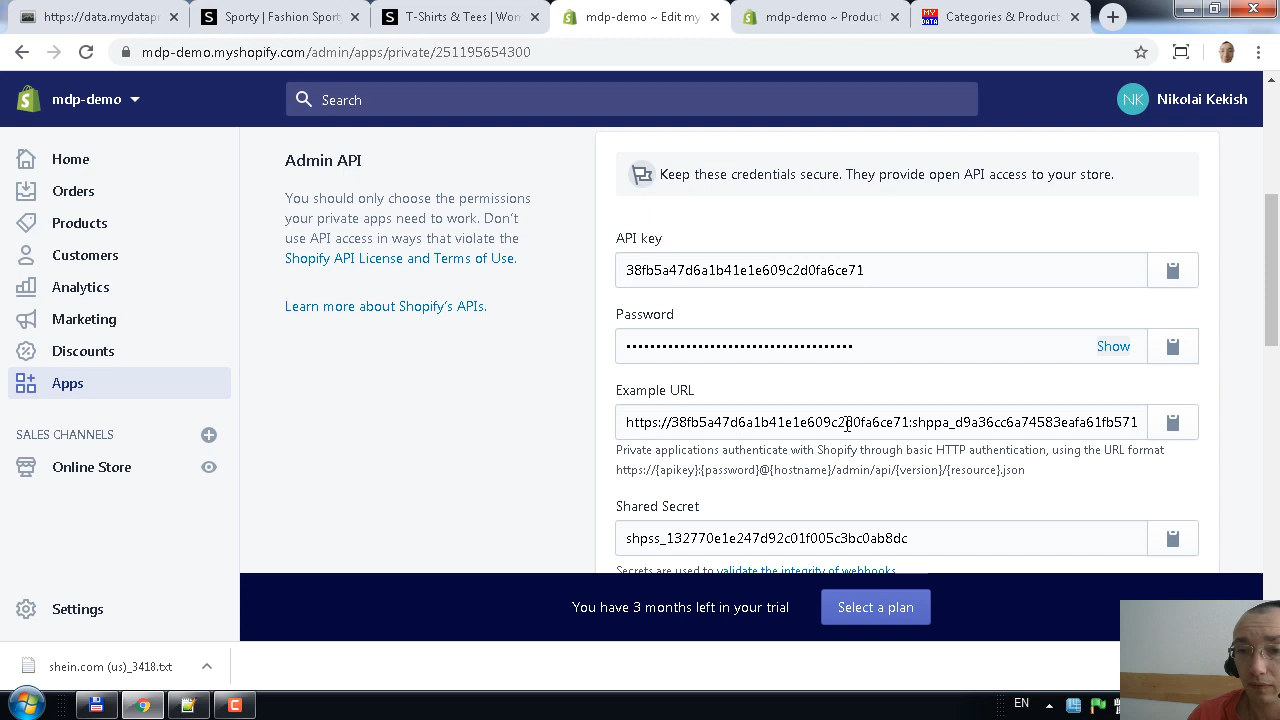 https://data.mydatap
Sporty | Fashion Sport
T-Shirts & Tees | Wom
mdp-demo ~ Edit my
mdp-demo ~ Product
MY DATA
Categories & Product
mdp-demo.myshopify.com/admin/apps/private/251195654300
mdp-demo
Search
NK
Nikolai Kekish
Home
Orders
Products
Customers
Analytics
Marketing
Discounts
Apps
SALES CHANNELS
Online Store
Settings
Admin API
You should only choose the permissions
your private apps need to work. Don't
use API access in ways that violate the
Shopify API License and Terms of Use.
Learn more about Shopify's APIs.
Keep these credentials secure. They provide open API access to your store.
API key
38fb5a47d6a1b41e1e609c2d0fa6ce71
Password
Show
Example URL
https://38fb5a47d6a1b41e1e609c2d0fa6ce71:shppa_d9a36cc6a74583eafa61fb571
Private applications authenticate with Shopify through basic HTTP authentication, using the URL format
https://{apikey}:{password}@{hostname}/admin/api/{version}/{resource}.json
Shared Secret
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
Secrets are used to validate the integrity of webhooks.
You have 3 months left in your trial
Select a plan
shein.com (us)_3418.txt
EN